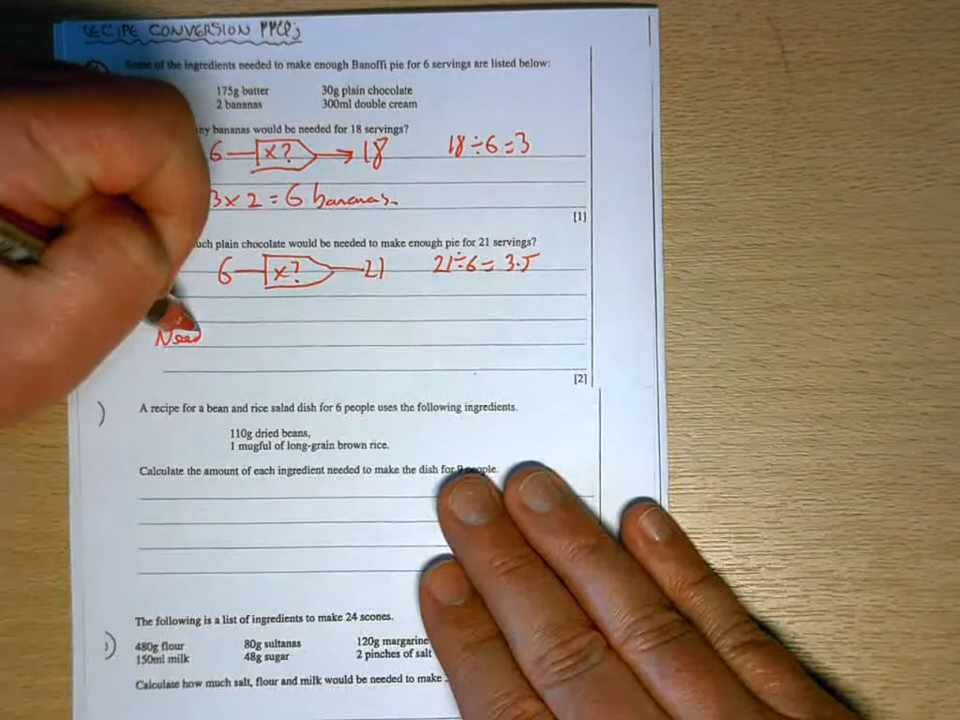 RECIPE CONVERSION PPQs
Some of the ingredients needed to make enough Banoffi pie for 6 servings are listed below:
175g butter 30g plain chocolate
2 bananas 300ml double cream
any bananas would be needed for 18 servings?
6 x? 18 18÷6=3
3x2=6 bananas.
[1]
uch plain chocolate would be needed to make enough pie for 21 servings?
6 x? 21 21÷6= 3.5
Need
[2]
) A recipe for a bean and rice salad dish for 6 people uses the following ingredients.
110g dried beans,
1 mugful of long-grain brown rice.
Calculate the amount of each ingredient needed to make the dish for people.
The following is a list of ingredients to make 24 scones.
) 480g flour 80g sultanas 120g margarine
150ml milk 48g sugar 2 pinches of salt
Calculate how much salt, flour and milk would be needed to make